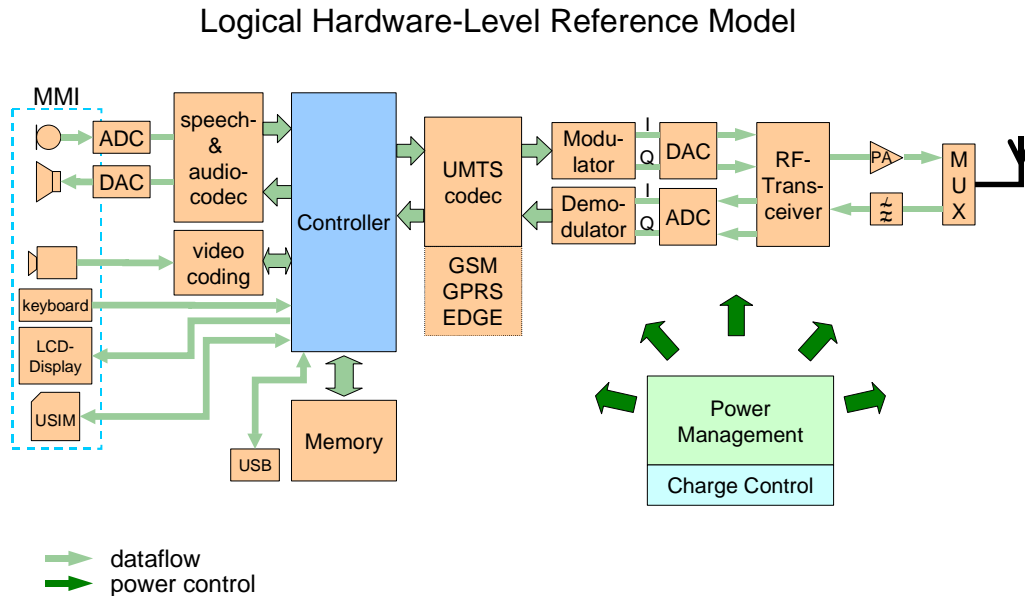 Logical Hardware-Level Reference Model
MMI
ADC
DAC
speech-
&
audio-
codec
video
coding
keyboard
LCD-
Display
USIM
Controller
Memory
USB
UMTS
codec
GSM
GPRS
EDGE
Modu-
lator
Demo-
dulator
I
Q
I
Q
DAC
ADC
RF-
Trans-
ceiver
PA
M
U
X
Power
Management
Charge Control
dataflow
power control